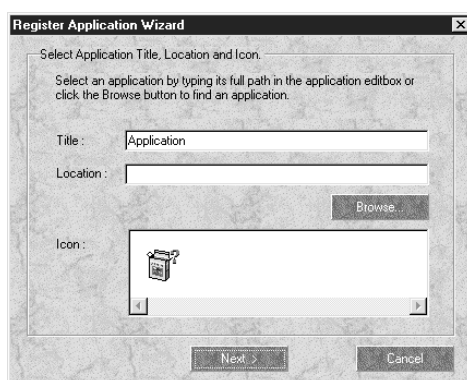 Register Application Wizard
Select Application Title, Location and Icon.
Select an application by typing its full path in the application editbox or
click the Browse button to find an application.
Title :
Application
Location :
Browse...
Icon :
Next >
Cancel